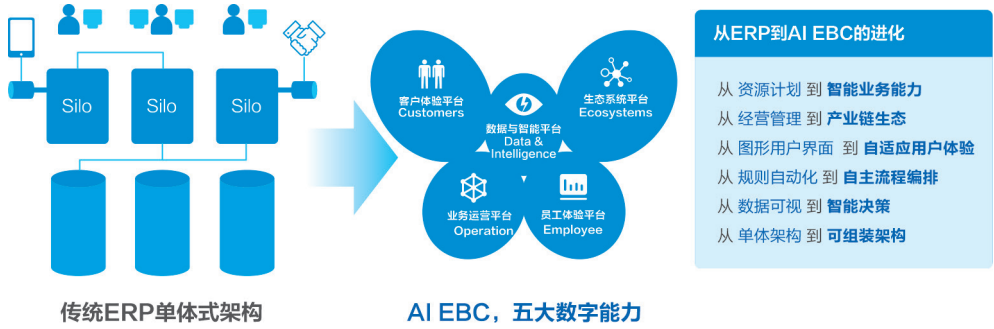 Silo
Silo
Silo
传统ERP单体式架构
客户体验平台
Customers
生态系统平台
Ecosystems
数据与智能平台
Data &
Intelligence
业务运营平台
Operation
员工体验平台
Employee
AI EBC，五大数字能力
从ERP到AI EBC的进化
从 资源计划 到 智能业务能力
从 经营管理 到 产业链生态
从 图形用户界面 到 自适应用户体验
从 规则自动化 到 自主流程编排
从 数据可视 到 智能决策
从 单体架构 到 可组装架构